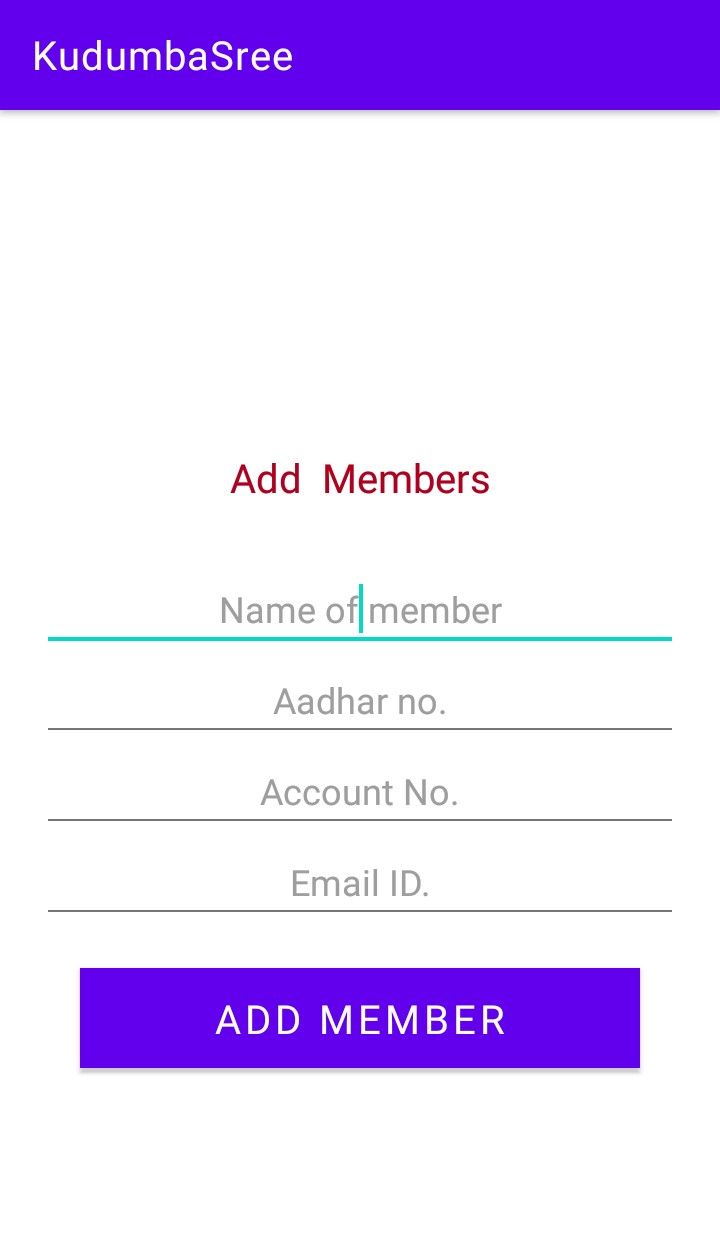 KudumbaSree
Add  Members
Name of member
Aadhar no.
Account No.
Email ID.
ADD MEMBER